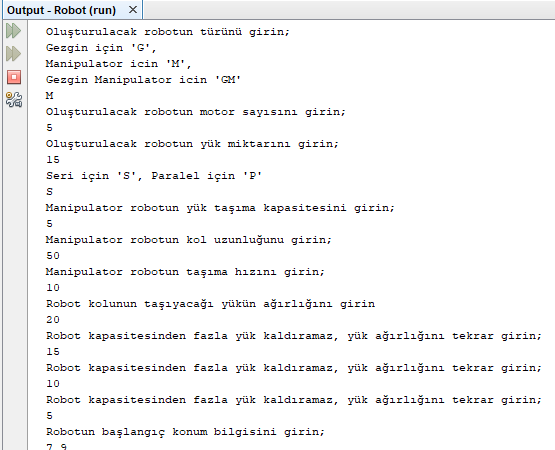 Output - Robot (run)
Oluşturulacak robotun türünü girin;
Gezgin için 'G',
Manipulator icin 'M',
Gezgin Manipulator icin 'GM'
M
Oluşturulacak robotun motor sayısını girin;
5
Oluşturulacak robotun yük miktarını girin;
15
Seri için 'S', Paralel için 'P'
S
Manipulator robotun yük taşıma kapasitesini girin;
5
Manipulator robotun kol uzunluğunu girin;
50
Manipulator robotun taşıma hızını girin;
10
Robot kolunun taşıyacağı yükün ağırlığını girin
20
Robot kapasitesinden fazla yük kaldıramaz, yük ağırlığını tekrar girin;
15
Robot kapasitesinden fazla yük kaldıramaz, yük ağırlığını tekrar girin;
10
Robot kapasitesinden fazla yük kaldıramaz, yük ağırlığını tekrar girin;
5
Robotun başlangıç konum bilgisini girin;
7 9